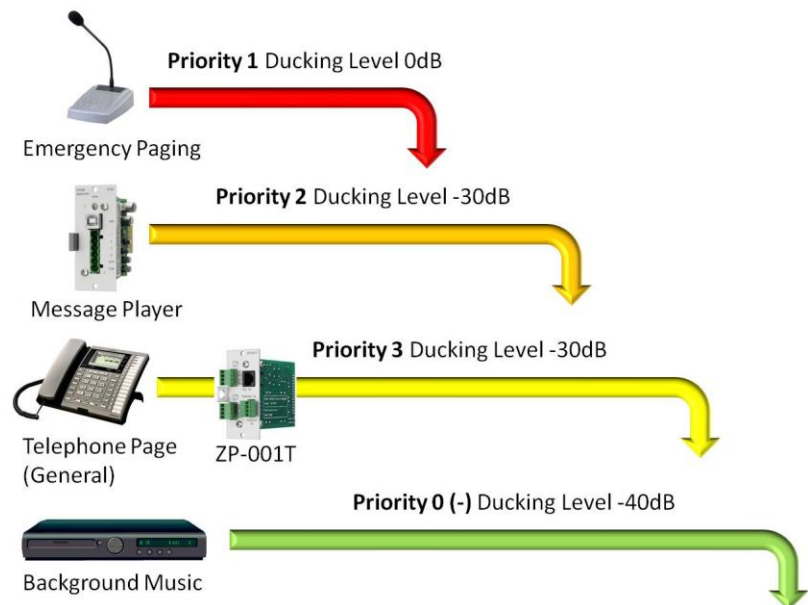 Priority 1 Ducking Level 0dB
Emergency Paging
Priority 2 Ducking Level -30dB
Message Player
Priority 3 Ducking Level -30dB
Telephone Page
(General)
ZP-001T
Priority 0 (-) Ducking Level -40dB
Background Music